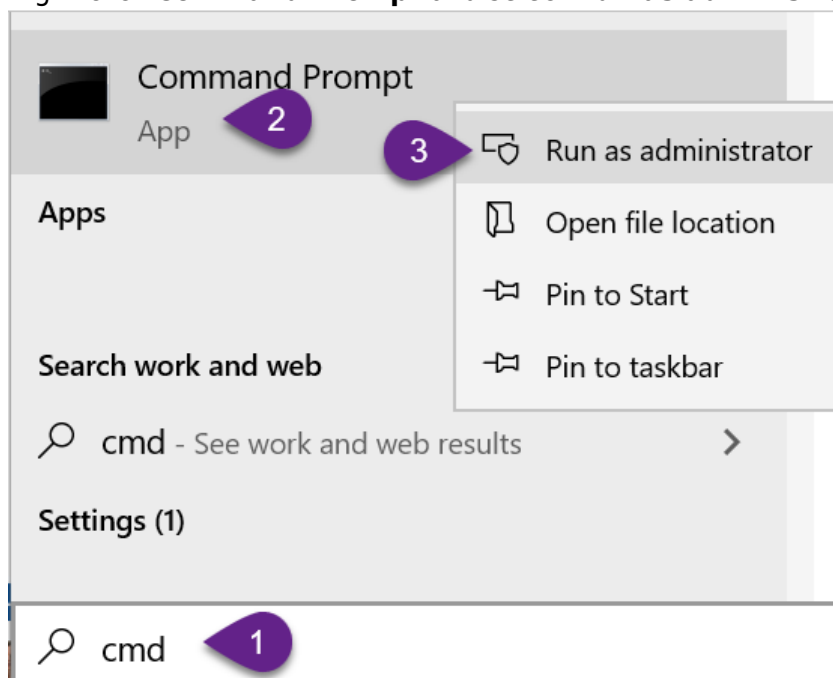 Command Prompt
App
2
3
Run as administrator
Apps
Open file location
Pin to Start
Search work and web
Pin to taskbar
cmd - See work and web results
Settings (1)
cmd
1